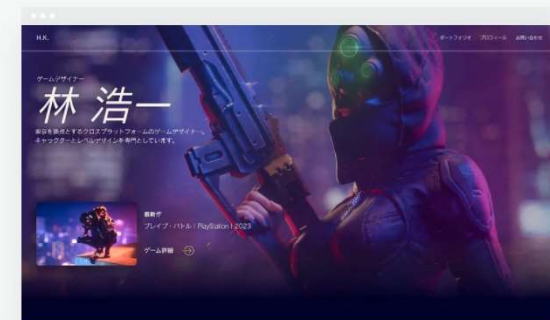 H.K.
ポートフォリオ プロフィール お問い合わせ
ゲームデザイナー
林 浩一
東京を拠点とするクロスプラットフォームのゲームデザイナー。
キャラクターとレベルデザインを専門としています。
最新作
ブレイブ・バトル | PlayStation | 2023
ゲーム詳細